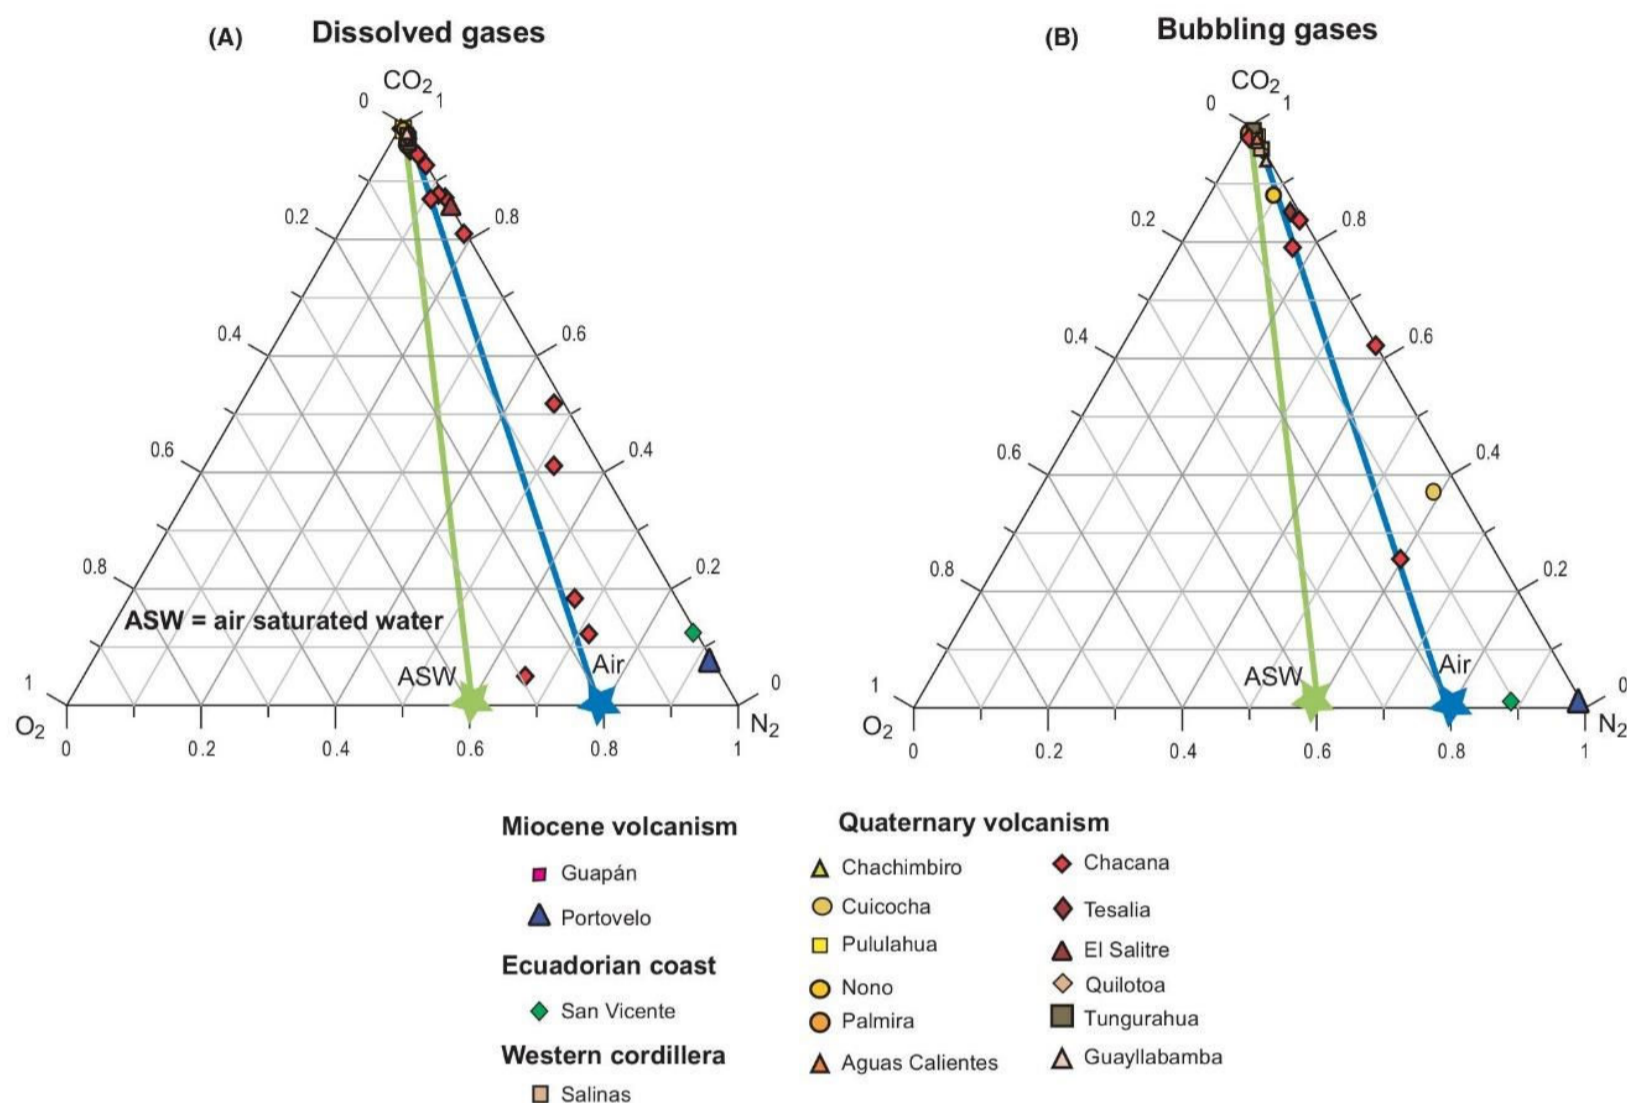 (A) Dissolved gases
CO2
0 1
0.2 0.8
0.4 0.6
0.6 0.4
0.8 0.2
ASW = air saturated water
ASW Air
1 0
O2 N2
0 0.2 0.4 0.6 0.8 1
(B) Bubbling gases
CO2
0 1
0.2 0.8
0.4 0.6
0.6 0.4
0.8 0.2
ASW Air
1 0
O2 N2
0 0.2 0.4 0.6 0.8 1
Miocene volcanism
Guapán
Portovelo
Ecuadorian coast
San Vicente
Western cordillera
Salinas
Quaternary volcanism
Chachimbiro
Cuicocha
Pululahua
Nono
Palmira
Aguas Calientes
Chacana
Tesalia
El Salitre
Quilotoa
Tungurahua
Guayllabamba